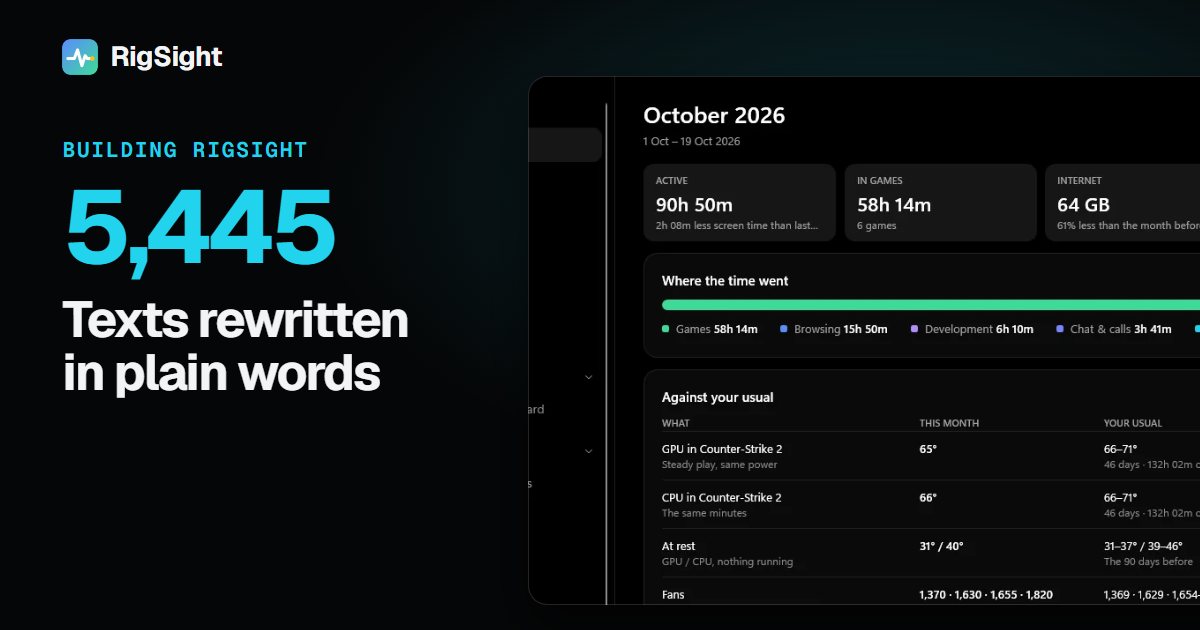 RigSight
BUILDING RIGSIGHT
5,445
Texts rewritten
in plain words
October 2026
1 Oct – 19 Oct 2026
ACTIVE
90h 50m
2h 08m less screen time than last...
IN GAMES
58h 14m
6 games
INTERNET
64 GB
61% less than the month before
Where the time went
Games 58h 14m Browsing 15h 50m Development 6h 10m Chat & calls 3h 41m
Against your usual
WHAT THIS MONTH YOUR USUAL
GPU in Counter-Strike 2 65° 66–71°
Steady play, same power 46 days · 132h 02m
ard
CPU in Counter-Strike 2 66° 66–71°
The same minutes 46 days · 132h 02m
s
At rest 31° / 40° 31–37° / 39–46°
GPU / CPU, nothing running The 90 days before
Fans 1,370 · 1,630 · 1,655 · 1,820 1,369 · 1,629 · 1,654-